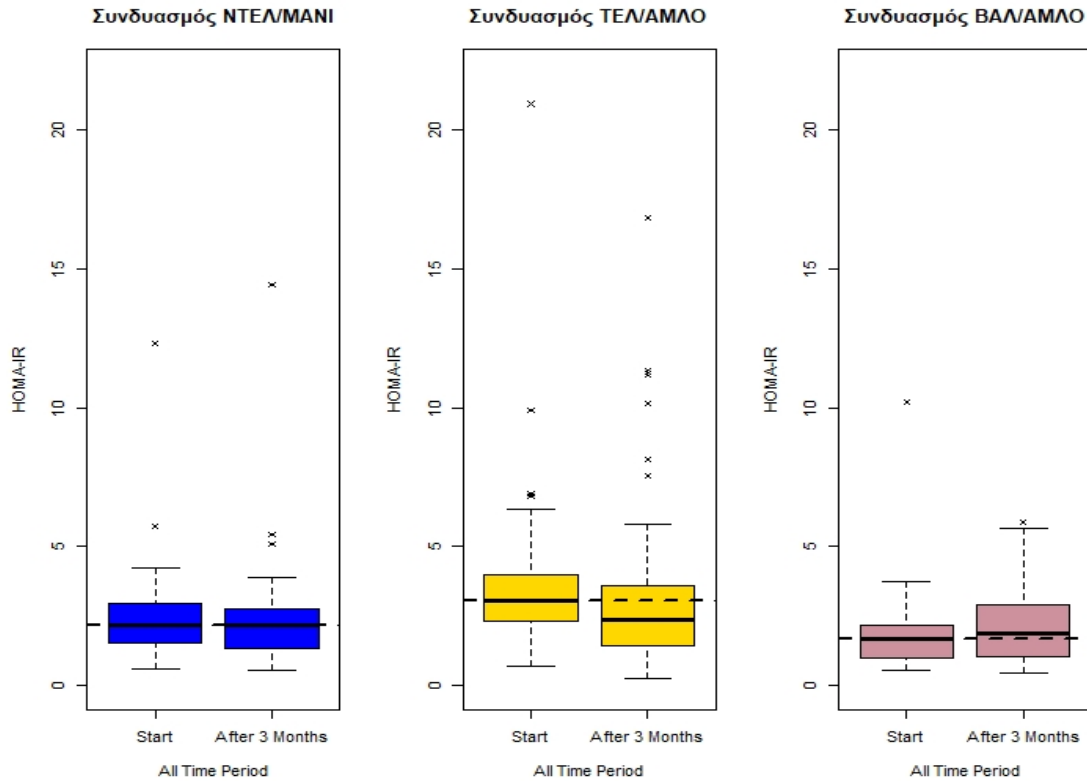 Συνδυασμός ΝΤΕΛ/ΜΑΝΙ
HOMA-IR
20
15
10
5
0
Start After 3 Months
All Time Period
Συνδυασμός ΤΕΛ/ΑΜΛΟ
HOMA-IR
20
15
10
5
0
Start After 3 Months
All Time Period
Συνδυασμός ΒΑΛ/ΑΜΛΟ
HOMA-IR
20
15
10
5
0
Start After 3 Months
All Time Period